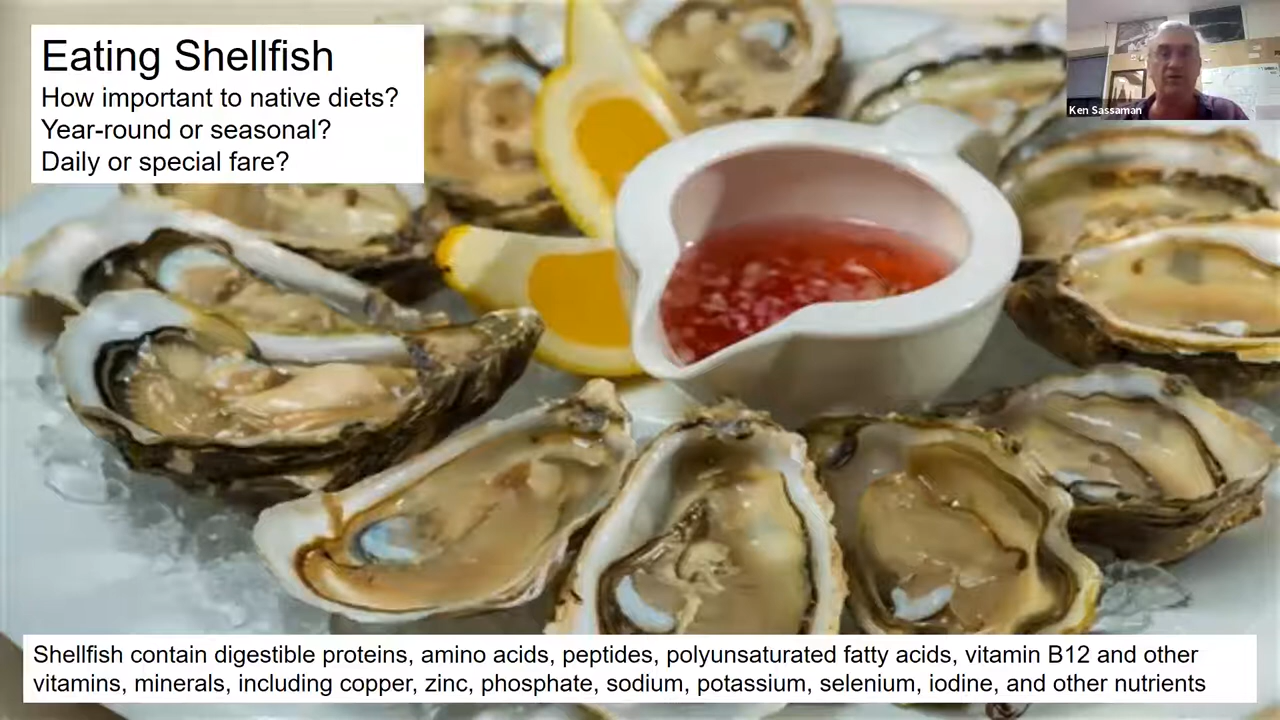 Eating Shellfish
How important to native diets?
Year-round or seasonal?
Daily or special fare?
Ken Sassaman
Shellfish contain digestible proteins, amino acids, peptides, polyunsaturated fatty acids, vitamin B12 and other
vitamins, minerals, including copper, zinc, phosphate, sodium, potassium, selenium, iodine, and other nutrients